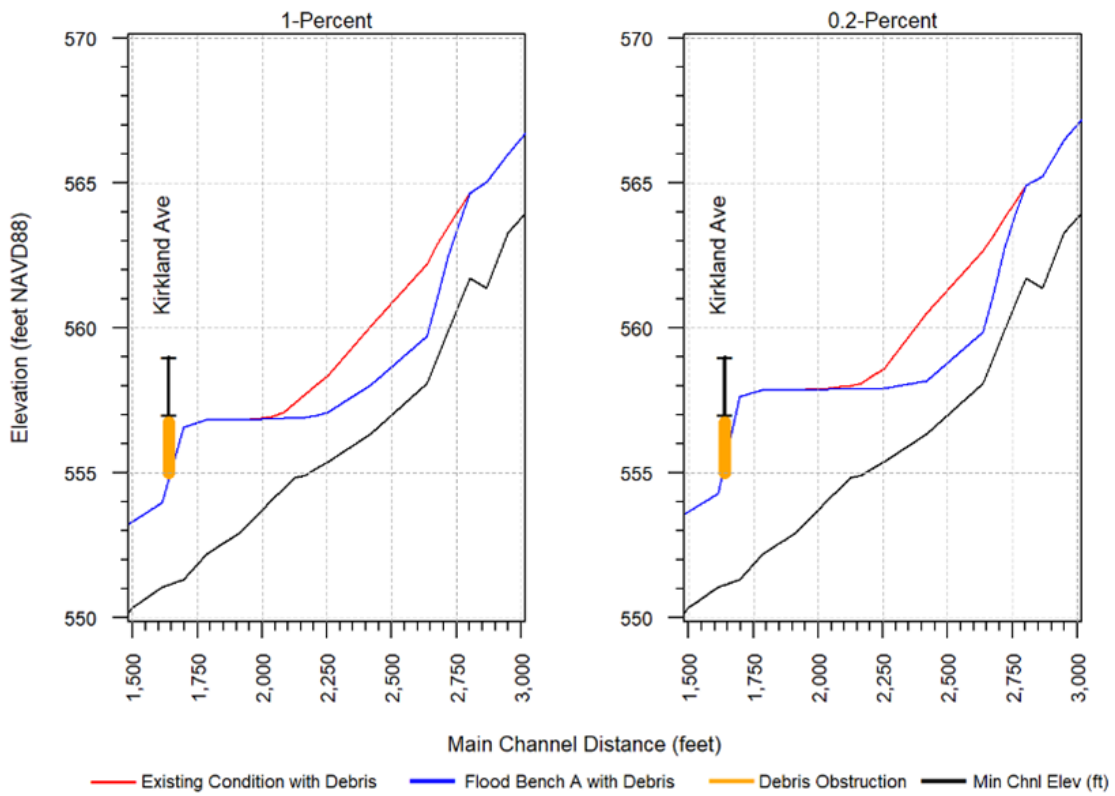 1-Percent
0.2-Percent
570
565
560
555
550
570
565
560
555
550
Elevation (feet NAVD88)
Kirkland Ave
Kirkland Ave
1,500
1,750
2,000
2,250
2,500
2,750
3,000
1,500
1,750
2,000
2,250
2,500
2,750
3,000
Main Channel Distance (feet)
Existing Condition with Debris
Flood Bench A with Debris
Debris Obstruction
Min Chnl Elev (ft)